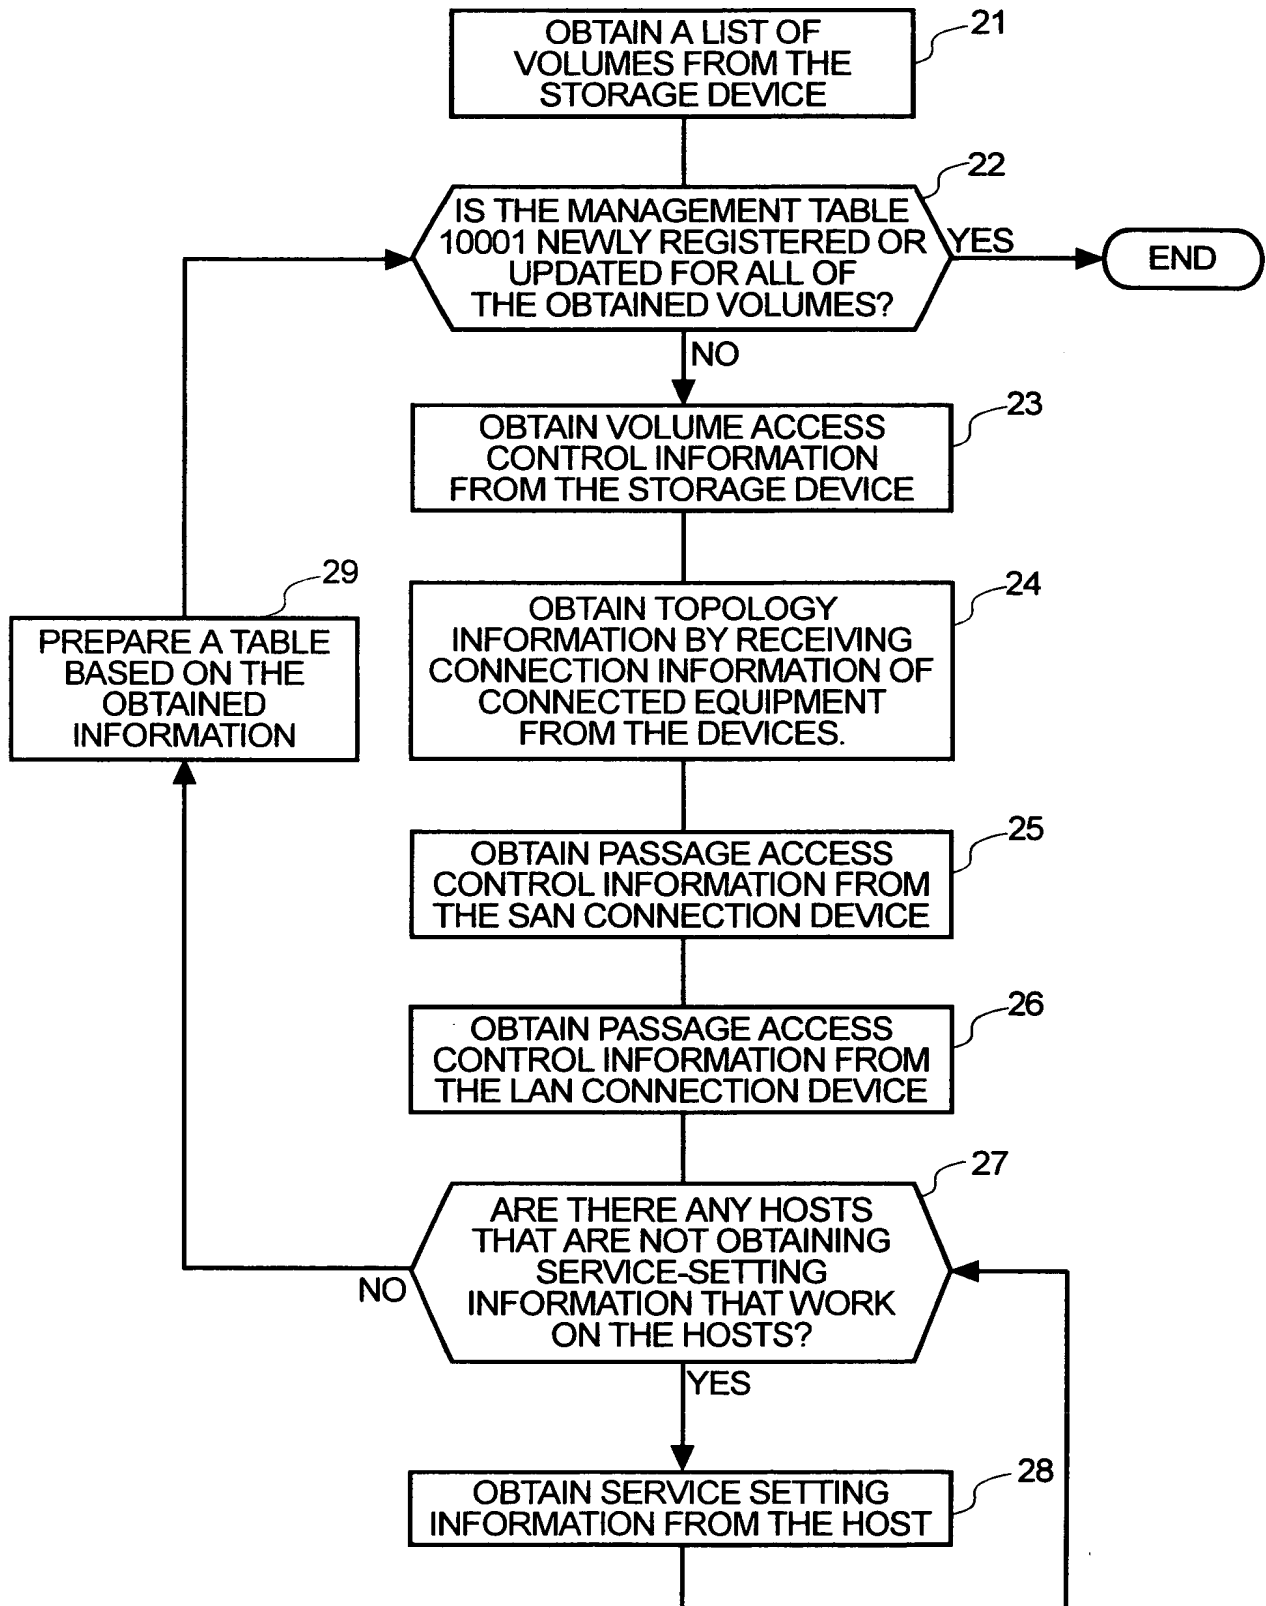 OBTAIN A LIST OF
VOLUMES FROM THE
STORAGE DEVICE
21
22
IS THE MANAGEMENT TABLE
10001 NEWLY REGISTERED OR
UPDATED FOR ALL OF
THE OBTAINED VOLUMES?
YES
END
NO
23
OBTAIN VOLUME ACCESS
CONTROL INFORMATION
FROM THE STORAGE DEVICE
24
OBTAIN TOPOLOGY
INFORMATION BY RECEIVING
CONNECTION INFORMATION OF
CONNECTED EQUIPMENT
FROM THE DEVICES.
29
PREPARE A TABLE
BASED ON THE
OBTAINED
INFORMATION
25
OBTAIN PASSAGE ACCESS
CONTROL INFORMATION FROM
THE SAN CONNECTION DEVICE
26
OBTAIN PASSAGE ACCESS
CONTROL INFORMATION FROM
THE LAN CONNECTION DEVICE
27
ARE THERE ANY HOSTS
THAT ARE NOT OBTAINING
SERVICE-SETTING
INFORMATION THAT WORK
ON THE HOSTS?
NO
YES
28
OBTAIN SERVICE SETTING
INFORMATION FROM THE HOST